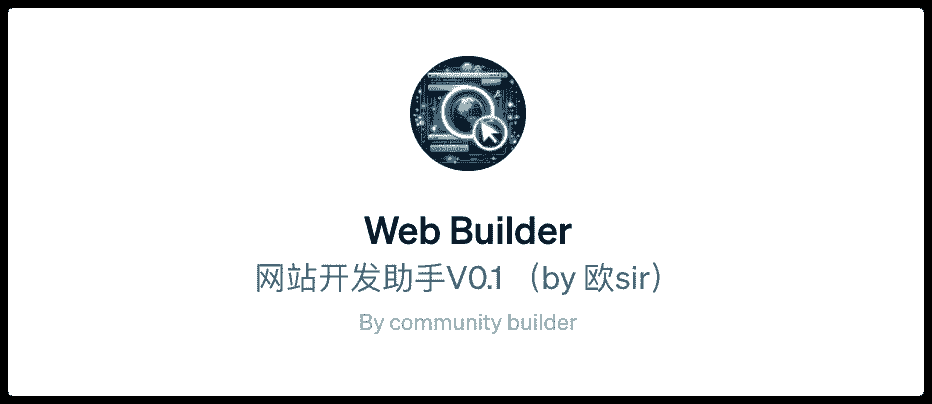 Web Builder
网站开发助手V0.1 （by 欧sir）
By community builder